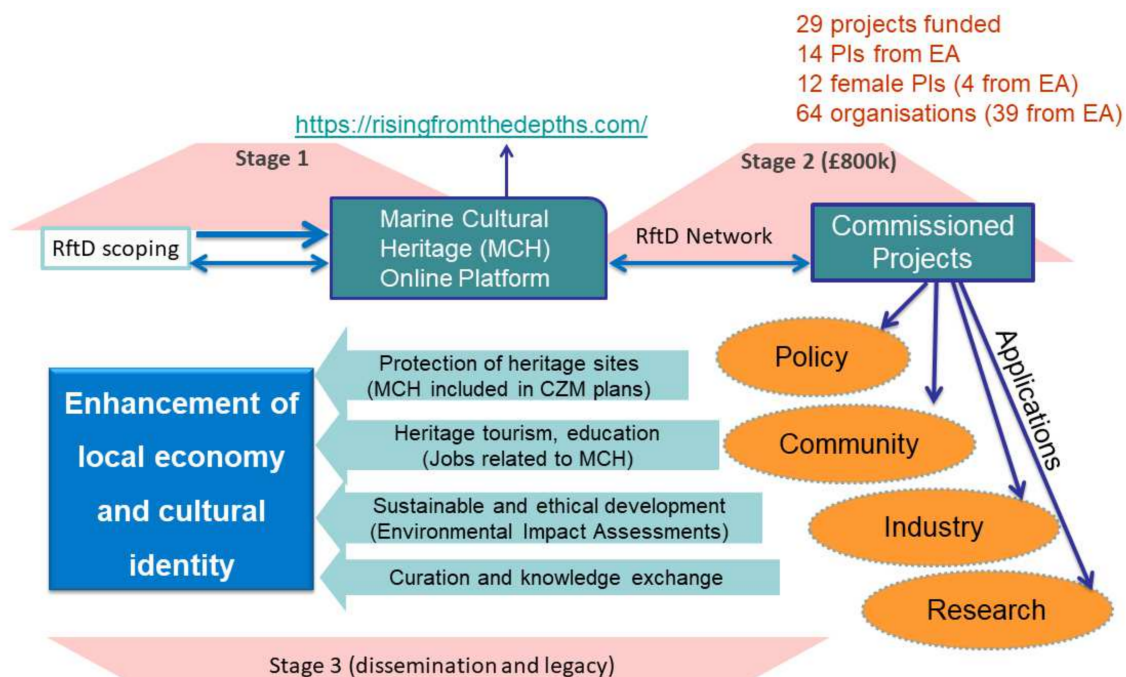 29 projects funded
14 PIs from EA
12 female PIs (4 from EA)
64 organisations (39 from EA)
https://risingfromthedepths.com/
Stage 1
Stage 2 (£800k)
RftD scoping
Marine Cultural
Heritage (MCH)
Online Platform
RftD Network
Commissioned
Projects
Applications
Policy
Community
Industry
Research
Protection of heritage sites
(MCH included in CZM plans)
Heritage tourism, education
(Jobs related to MCH)
Sustainable and ethical development
(Environmental Impact Assessments)
Curation and knowledge exchange
Enhancement of
local economy
and cultural
identity
Stage 3 (dissemination and legacy)